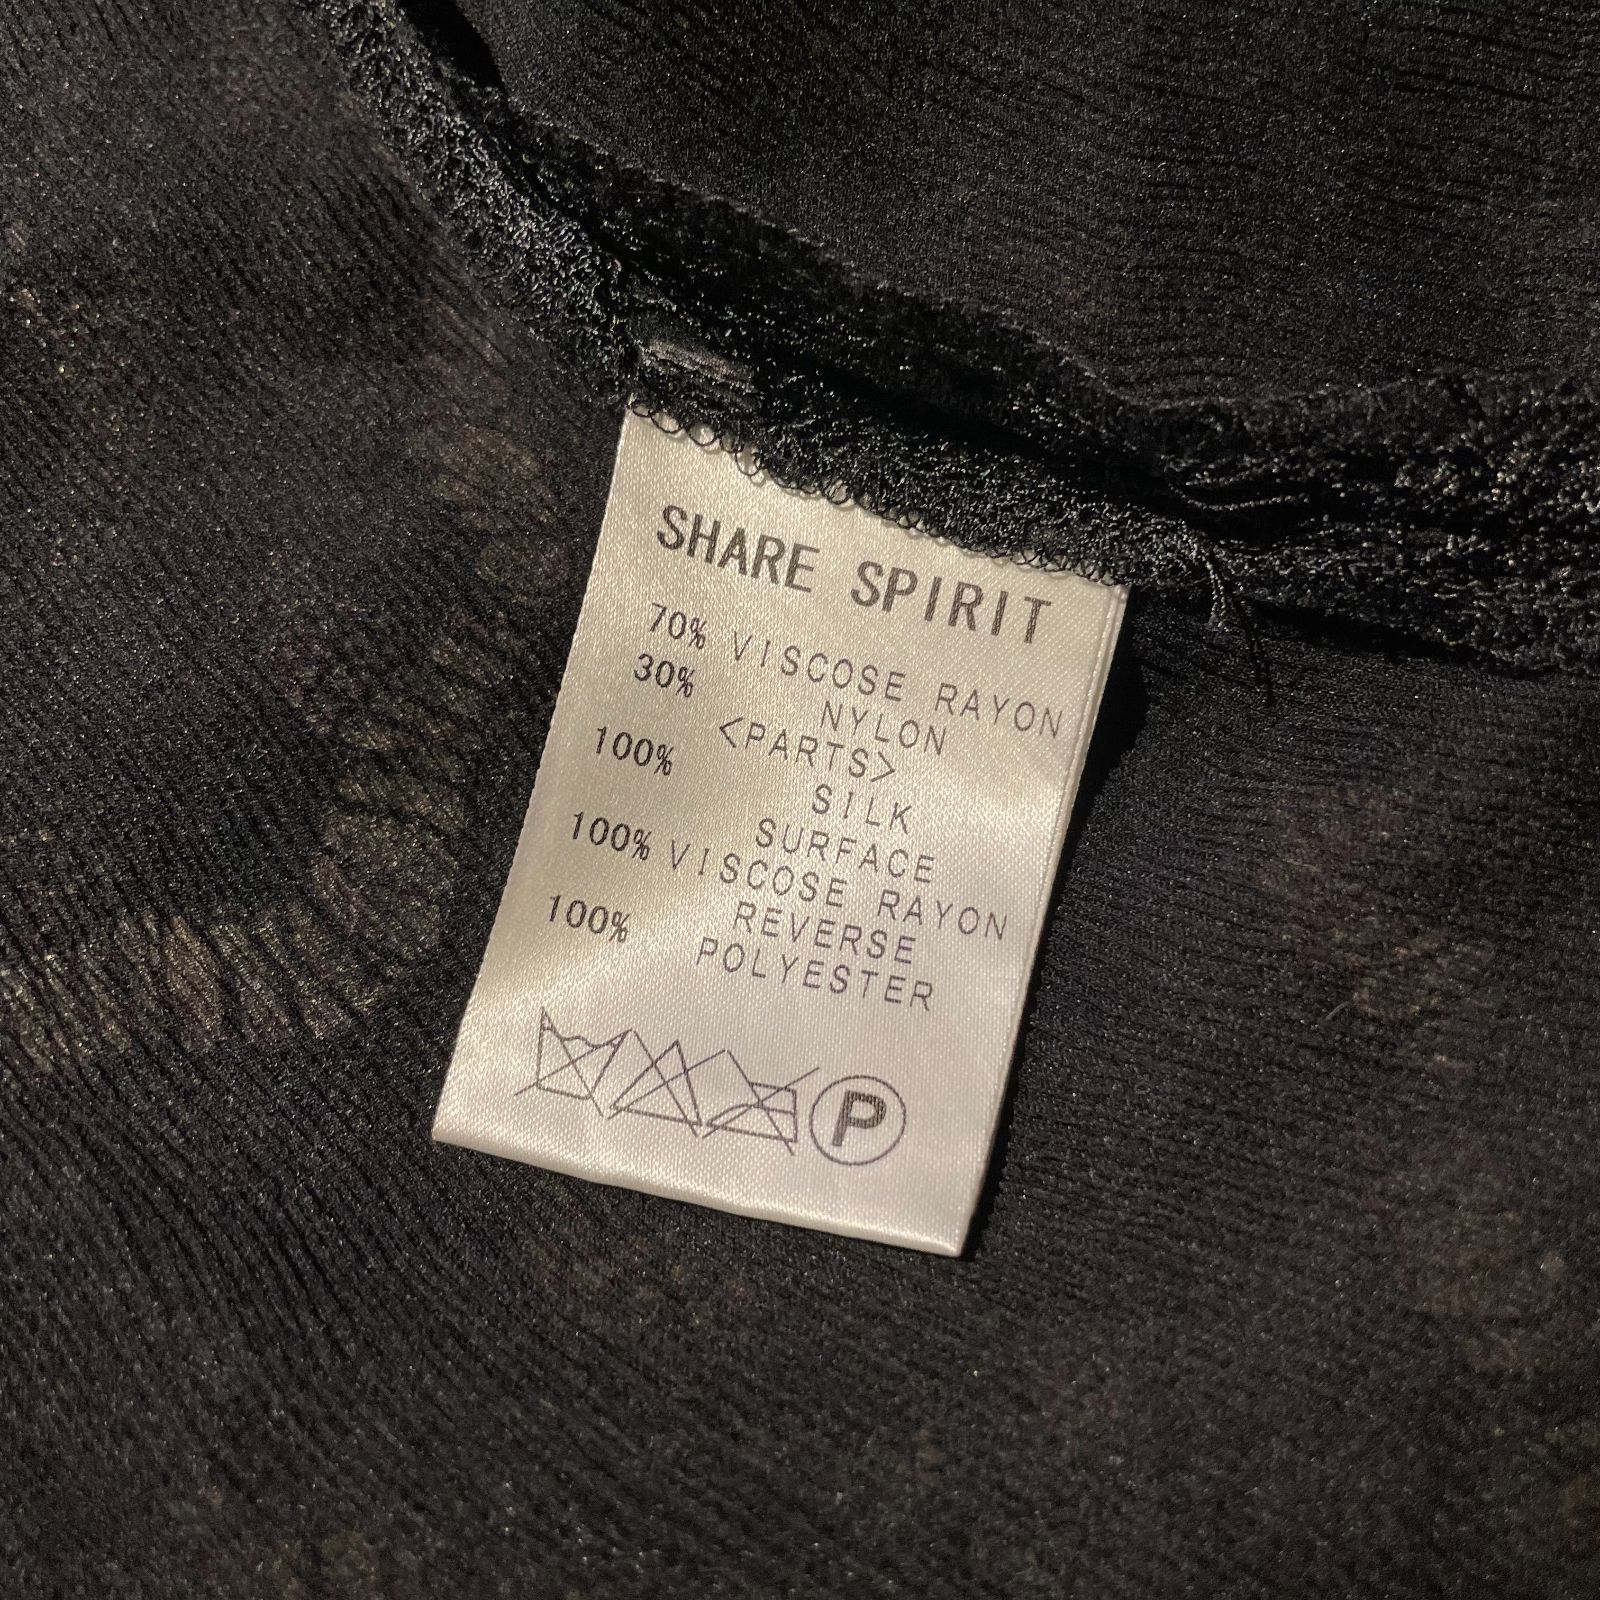 SHARE SPIRIT
70% VISCOSE RAYON
30% NYLON
<PARTS>
100% SILK
SURFACE
100% VISCOSE RAYON
REVERSE
100% POLYESTER
P